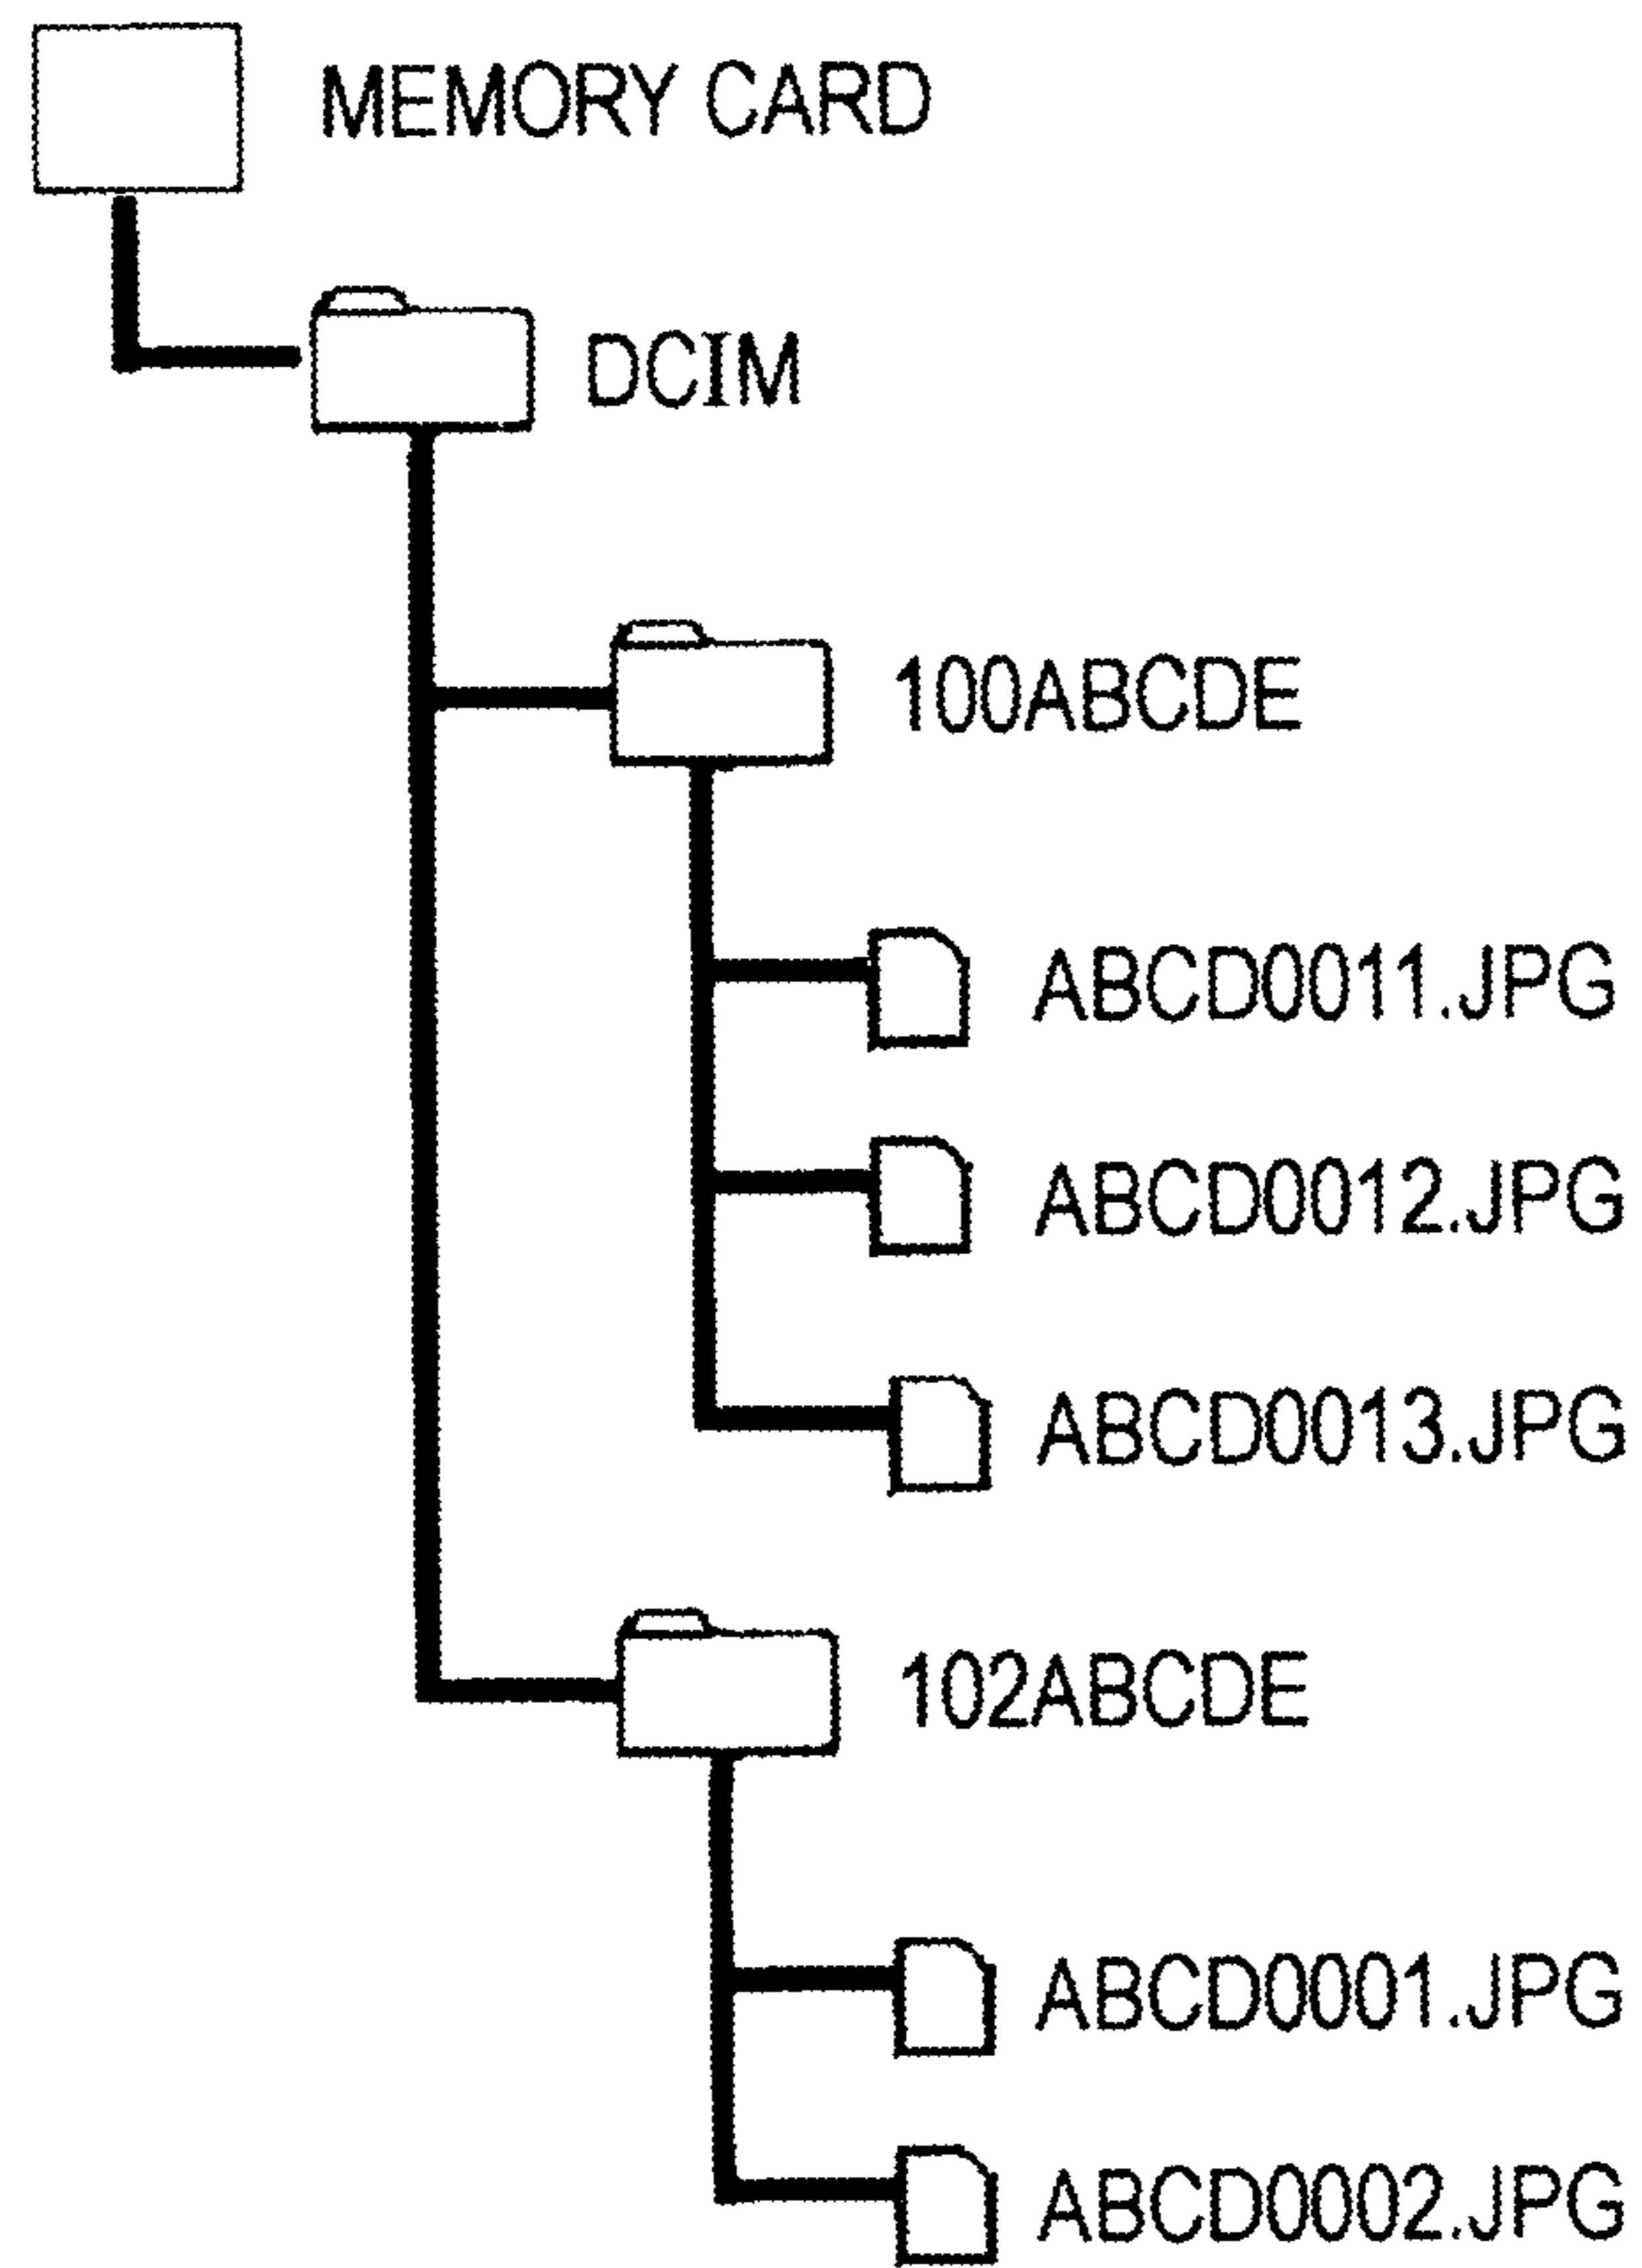 MEMORY CARD
DCIM
100ABCDE
ABCD0011.JPG
ABCD0012.JPG
ABCD0013.JPG
102ABCDE
ABCD0001.JPG
ABCD0002.JPG